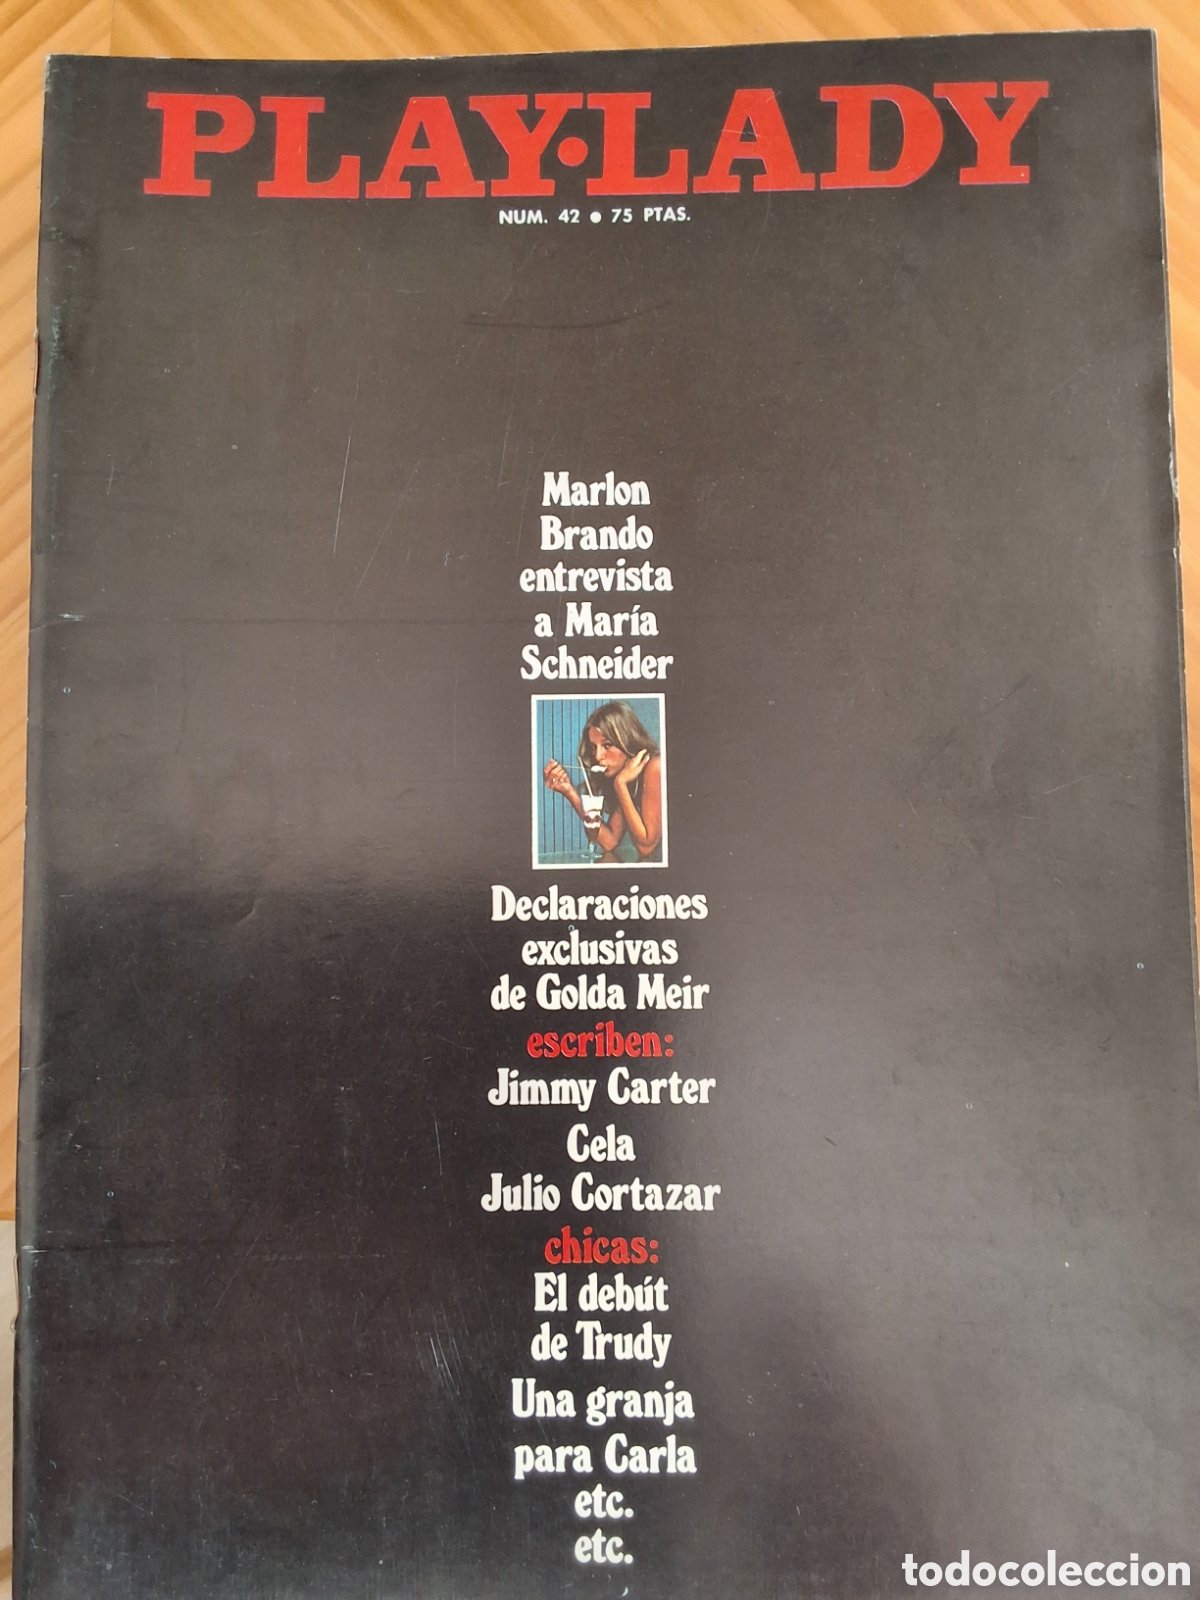 PLAY•LADY
NUM. 42 ● 75 PTAS.
Marlon
Brando
entrevista
a María
Schneider
Declaraciones
exclusivas
de Golda Meir
escriben:
Jimmy Carter
Cela
Julio Cortazar
chicas:
El debút
de Trudy
Una granja
para Carla
etc.
etc.
todocoleccion